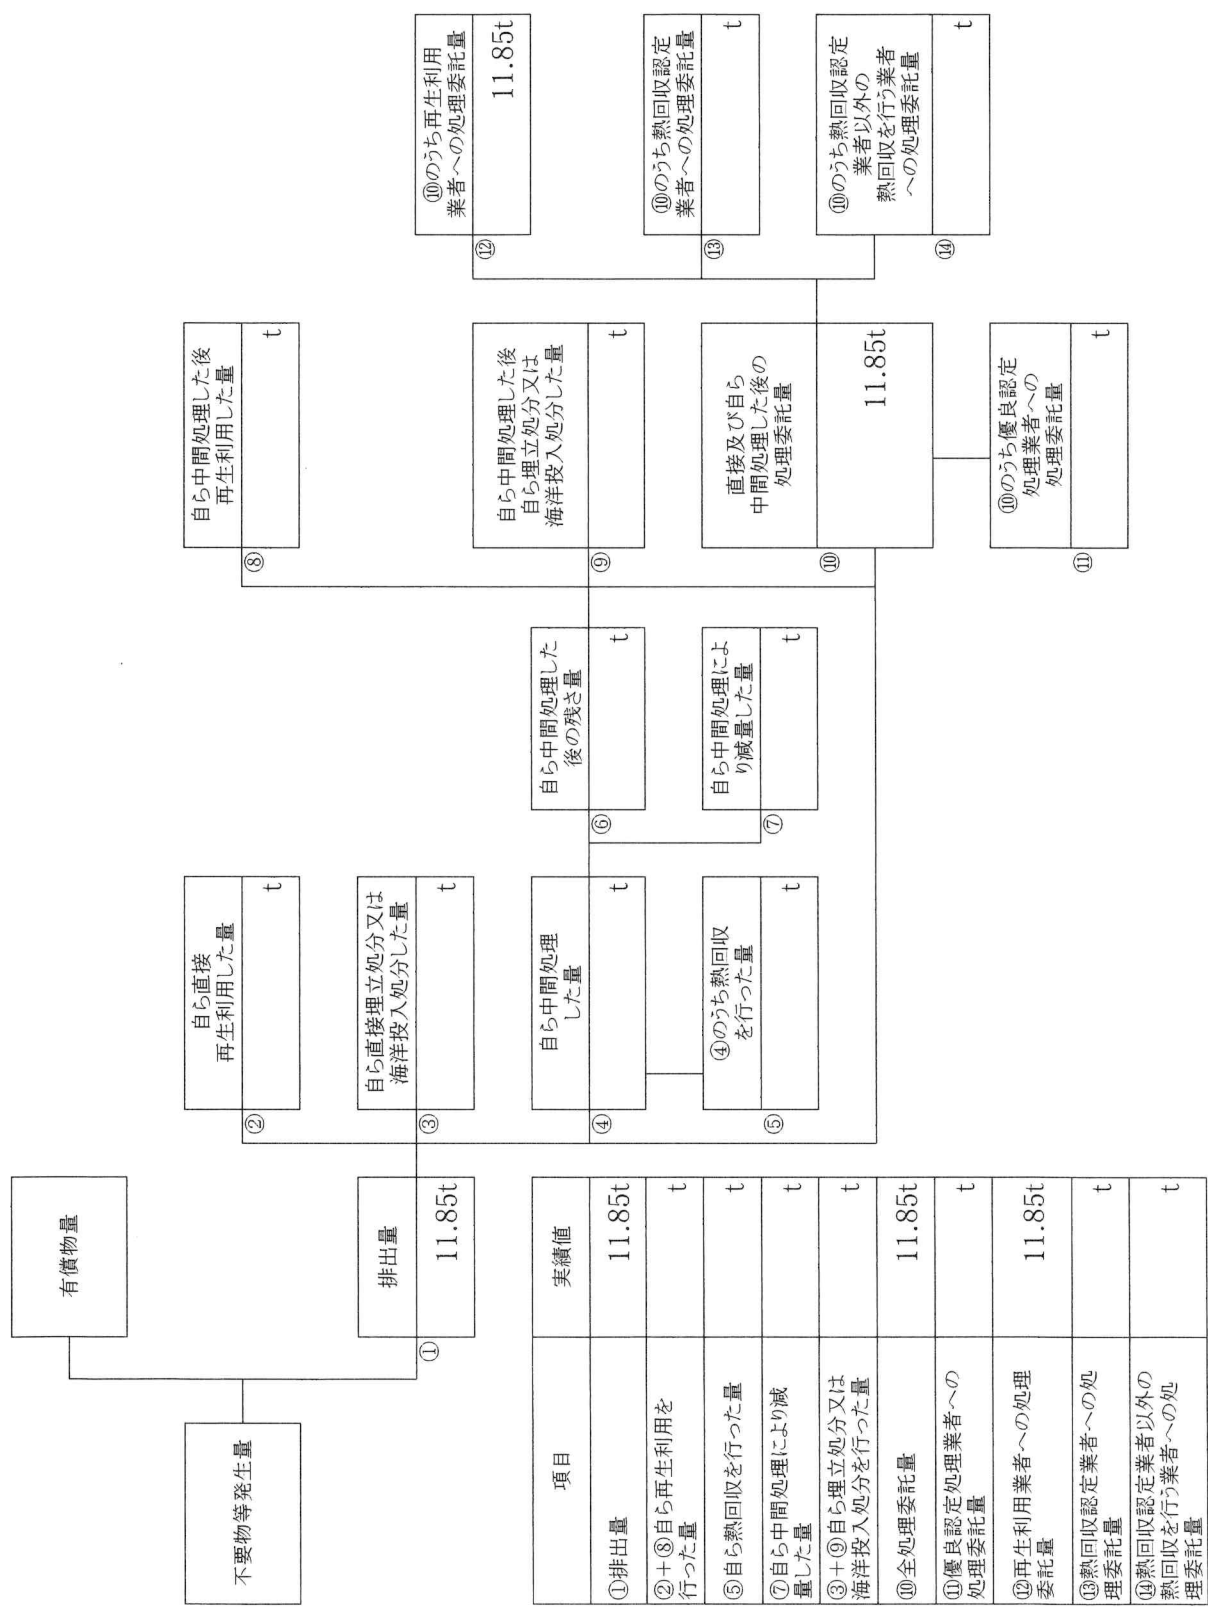 不要物等発生量
有償物量
排出量
①
11.85t
自ら直接
再生利用した量
②
t
自ら直接埋立処分又は
海洋投入処分した量
③
t
自ら中間処理
した量
④
t
④のうち熱回収
を行った量
⑤
t
自ら中間処理した
後の残さ量
⑥
t
自ら中間処理によ
り減量した量
⑦
t
自ら中間処理した後
再生利用した量
⑧
t
自ら中間処理した後
自ら埋立処分又は
海洋投入処分した量
⑨
t
直接及び自ら
中間処理した後の
処理委託量
⑩
11.85t
⑩のうち優良認定
処理業者への
処理委託量
⑪
t
⑩のうち再生利用
業者への処理委託量
⑫
11.85t
⑩のうち熱回収認定
業者への処理委託量
⑬
t
⑩のうち熱回収認定
業者以外の
熱回収を行う業者
への処理委託量
⑭
t
項目 実績値
①排出量 11.85t
②+⑧自ら再生利用を
行った量 t
⑤自ら熱回収を行った量 t
⑦自ら中間処理により減
量した量 t
③+⑨自ら埋立処分又は
海洋投入処分を行った量 t
⑩全処理委託量 11.85t
⑪優良認定処理業者への
処理委託量 t
⑫再生利用業者への処理
委託量 11.85t
⑬熱回収認定業者への処
理委託量 t
⑭熱回収認定業者以外の
熱回収を行う業者への処
理委託量 t